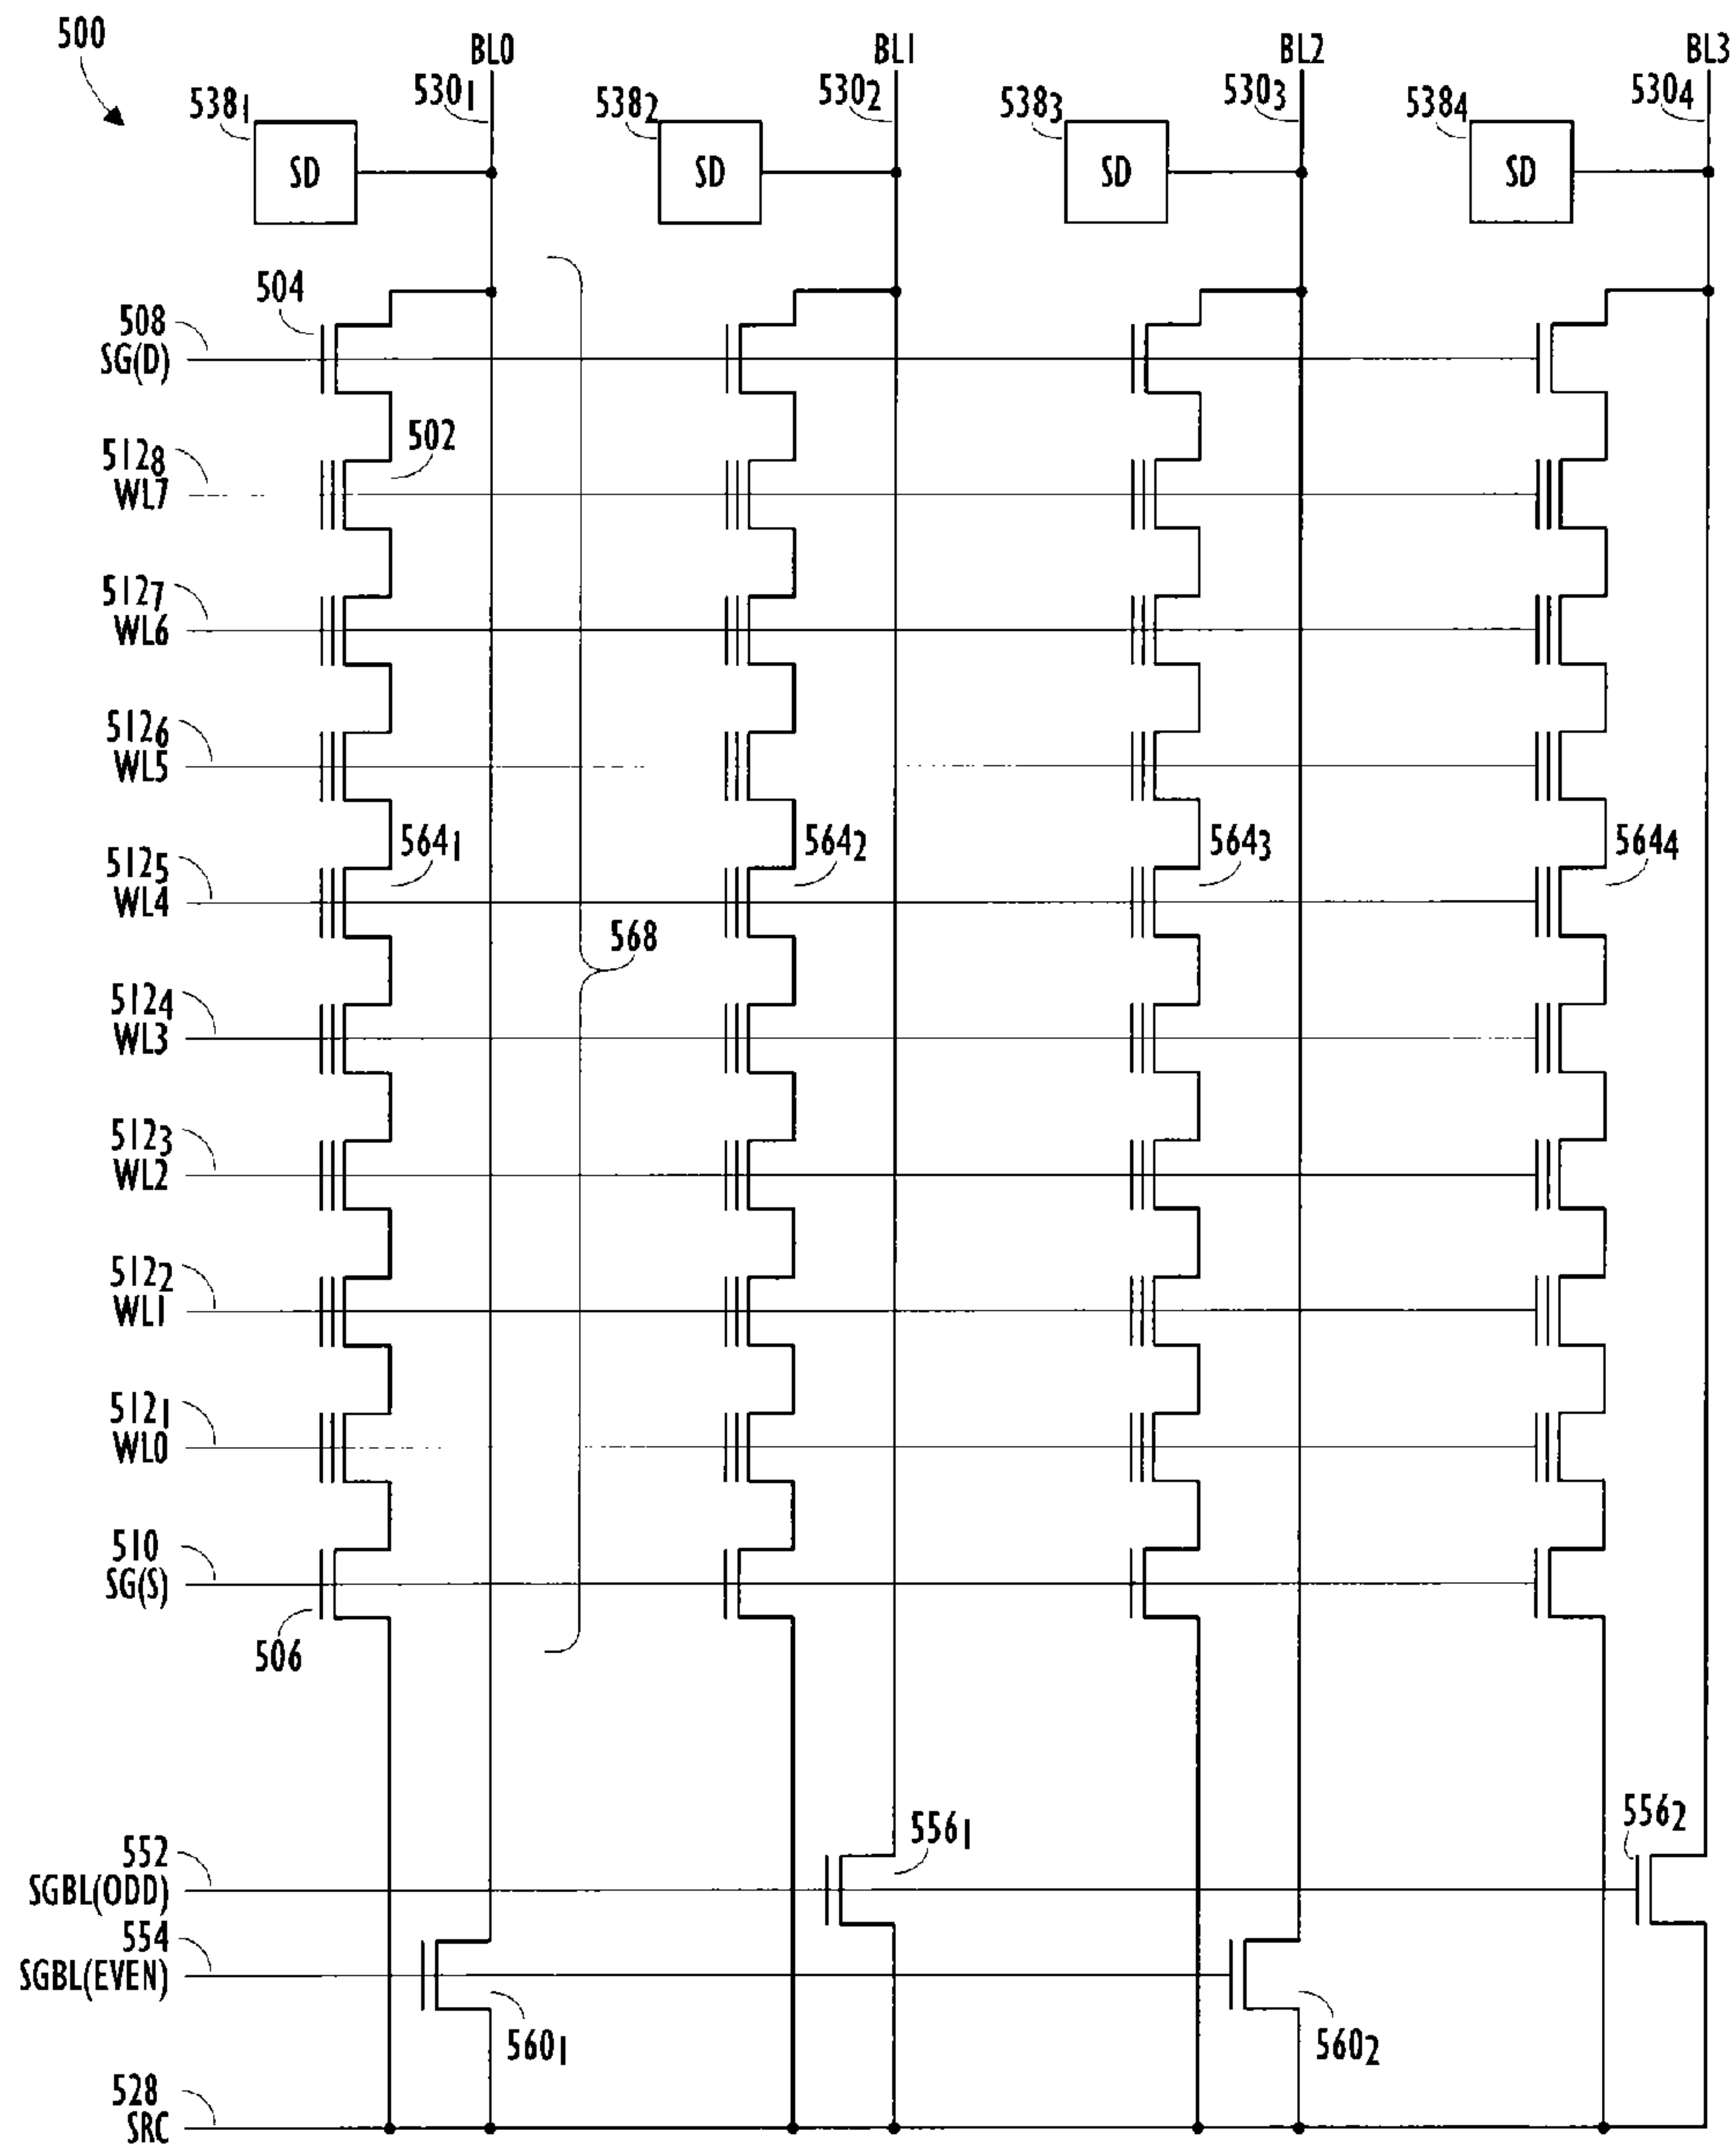 500
BL0
BL1
BL2
BL3
538₁
530₁
538₂
530₂
538₃
530₃
538₄
530₄
SD
SD
SD
SD
504
508
SG(D)
502
512₈
WL7
512₇
WL6
512₆
WL5
564₁
564₂
564₃
564₄
512₅
WL4
568
512₄
WL3
512₃
WL2
512₂
WL1
512₁
WL0
510
SG(S)
506
556₁
556₂
552
SGBL(ODD)
554
SGBL(EVEN)
560₁
560₂
528
SRC